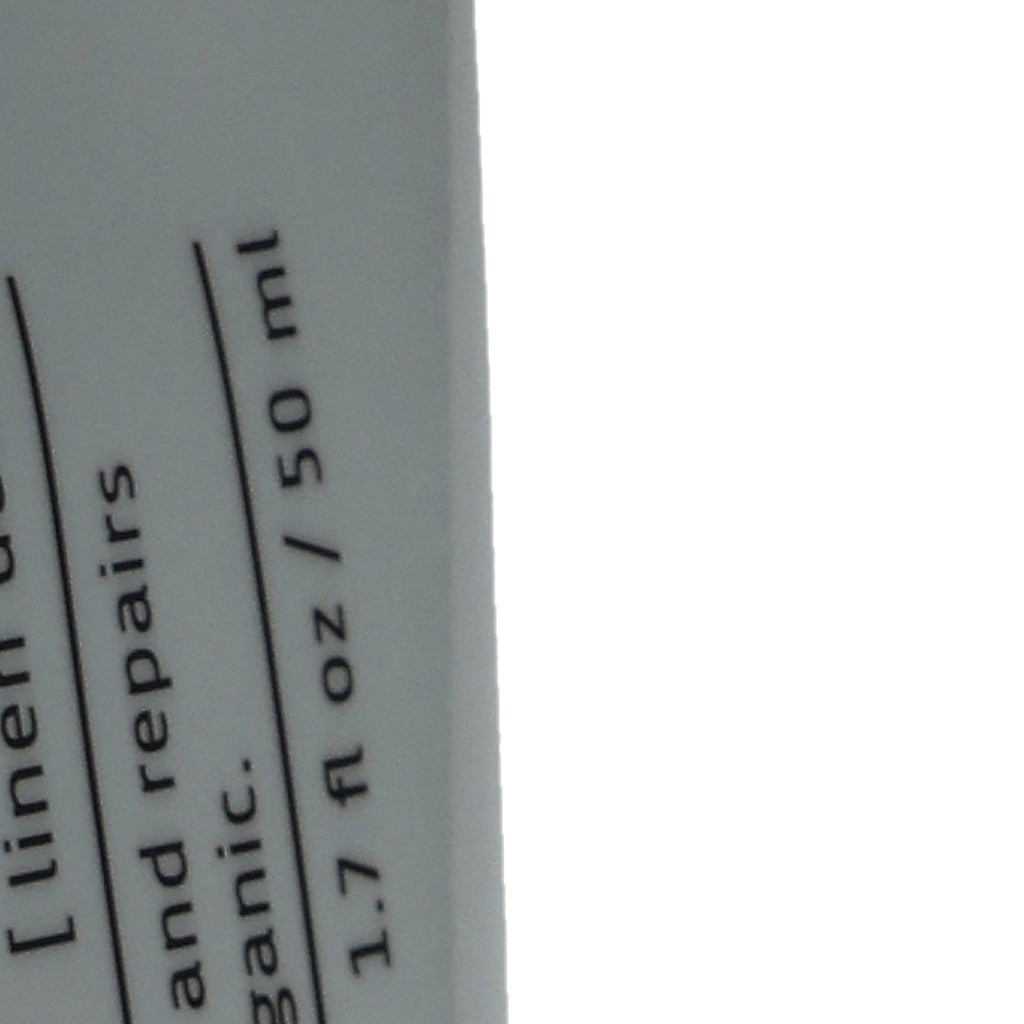 [ linen
and repairs
ganic.
1.7 fl oz / 50 ml